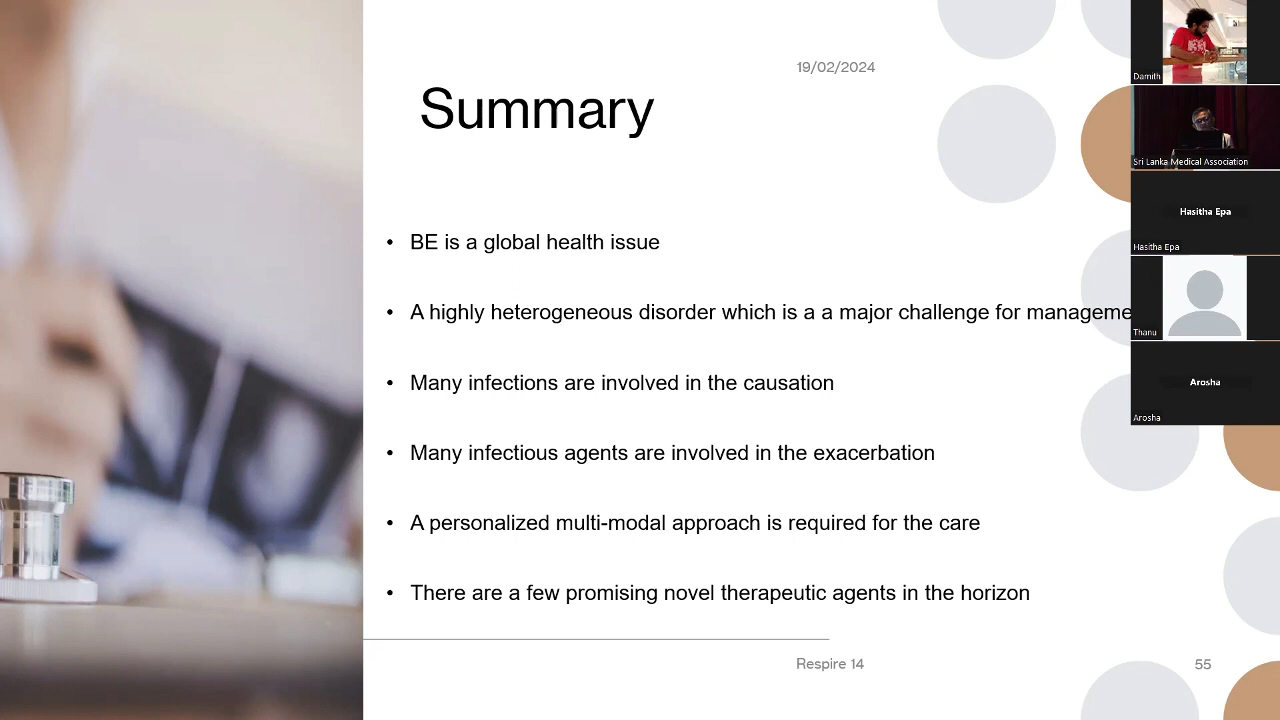 19/02/2024
Summary
• BE is a global health issue
• A highly heterogeneous disorder which is a a major challenge for manageme
• Many infections are involved in the causation
• Many infectious agents are involved in the exacerbation
• A personalized multi-modal approach is required for the care
• There are a few promising novel therapeutic agents in the horizon
Respire 14
55
Damith
Sri Lanka Medical Association
Hasitha Epa
Hasitha Epa
Thanu
Arosha
Arosha